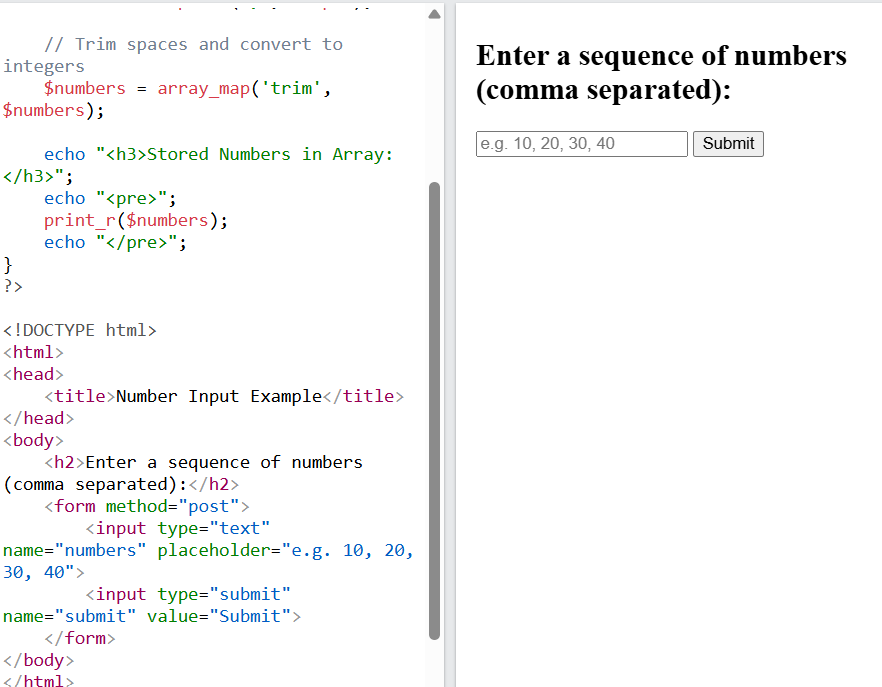 // Trim spaces and convert to
integers
    $numbers = array_map('trim',
$numbers);
    echo "<h3>Stored Numbers in Array:
</h3>";
    echo "<pre>";
    print_r($numbers);
    echo "</pre>";
}
?>
<!DOCTYPE html>
<html>
<head>
    <title>Number Input Example</title>
</head>
<body>
    <h2>Enter a sequence of numbers
(comma separated):</h2>
    <form method="post">
        <input type="text"
name="numbers" placeholder="e.g. 10, 20,
30, 40">
        <input type="submit"
name="submit" value="Submit">
    </form>
</body>
</html>
Enter a sequence of numbers
(comma separated):
e.g. 10, 20, 30, 40
Submit